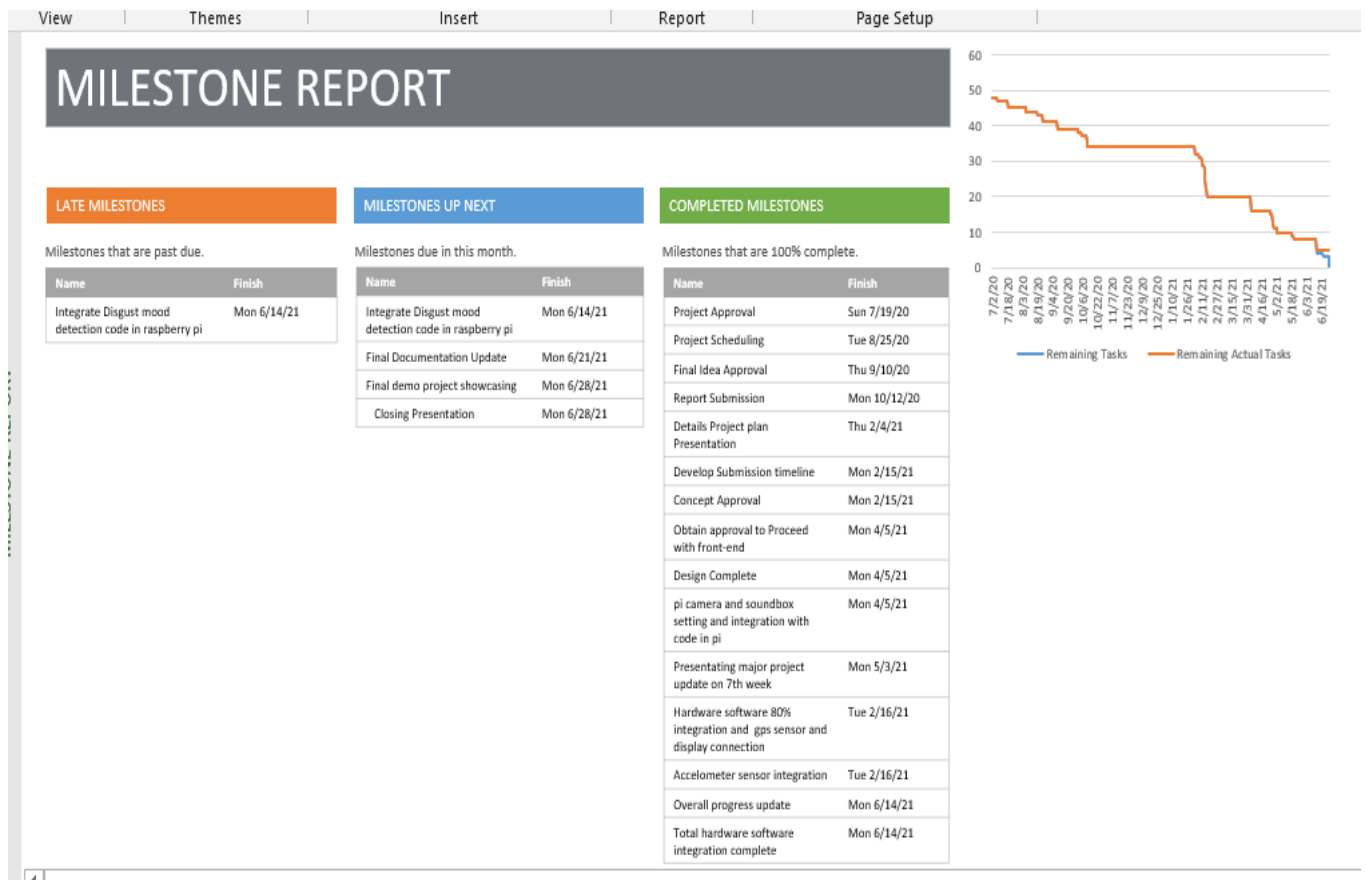 View Themes Insert Report Page Setup
MILESTONE REPORT
LATE MILESTONES
Milestones that are past due.
Name Finish
Integrate Disgust mood Mon 6/14/21
detection code in raspberry pi
MILESTONES UP NEXT
Milestones due in this month.
Name Finish
Integrate Disgust mood Mon 6/14/21
detection code in raspberry pi
Final Documentation Update Mon 6/21/21
Final demo project showcasing Mon 6/28/21
Closing Presentation Mon 6/28/21
COMPLETED MILESTONES
Milestones that are 100% complete.
Name Finish
Project Approval Sun 7/19/20
Project Scheduling Tue 8/25/20
Final Idea Approval Thu 9/10/20
Report Submission Mon 10/12/20
Details Project plan Thu 2/4/21
Presentation
Develop Submission timeline Mon 2/15/21
Concept Approval Mon 2/15/21
Obtain approval to Proceed Mon 4/5/21
with front-end
Design Complete Mon 4/5/21
pi camera and soundbox Mon 4/5/21
setting and integration with
code in pi
Presentating major project Mon 5/3/21
update on 7th week
Hardware software 80% Tue 2/16/21
integration and gps sensor and
display connection
Accelometer sensor integration Tue 2/16/21
Overall progress update Mon 6/14/21
Total hardware software Mon 6/14/21
integration complete
60
50
40
30
20
10
0
7/2/20
7/18/20
8/3/20
8/19/20
9/4/20
9/20/20
10/6/20
10/22/20
11/7/20
11/23/20
12/9/20
12/25/20
1/10/21
1/26/21
2/11/21
2/27/21
3/15/21
3/31/21
4/16/21
5/2/21
5/18/21
6/3/21
6/19/21
Remaining Tasks Remaining Actual Tasks